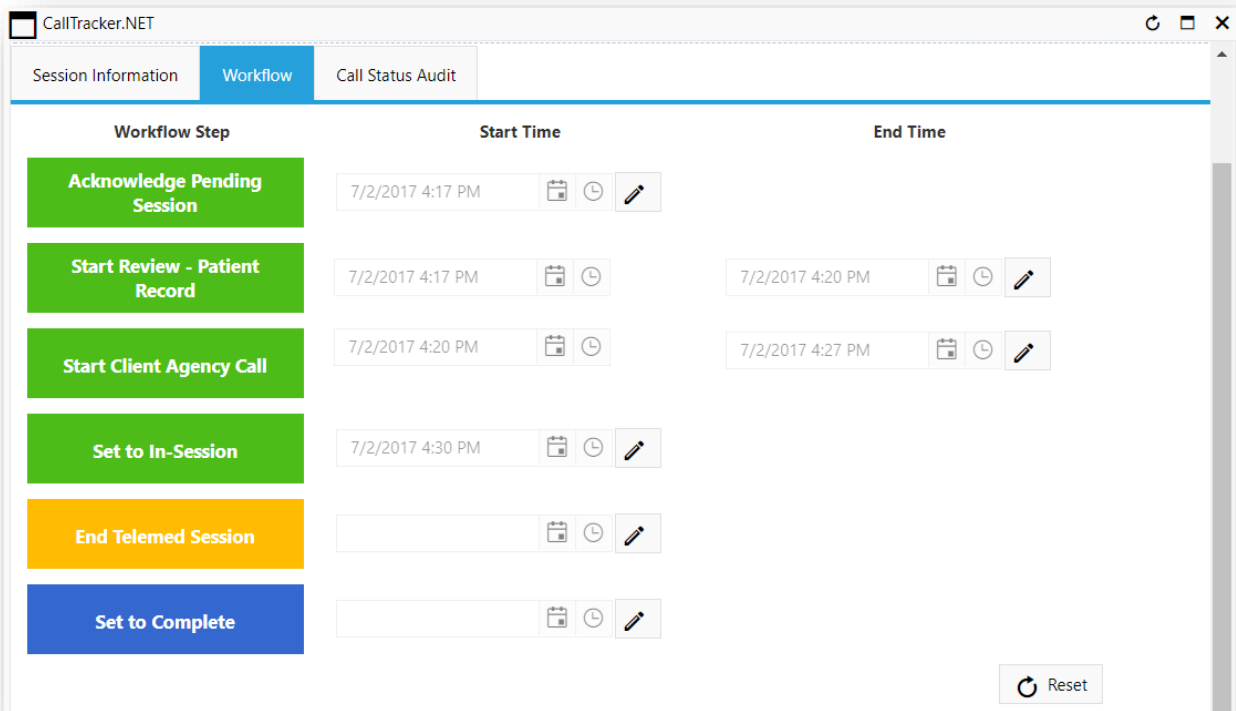 CallTracker.NET
Session Information Workflow Call Status Audit
Workflow Step Start Time End Time
Acknowledge Pending
Session
7/2/2017 4:17 PM
Start Review - Patient
Record
7/2/2017 4:17 PM 7/2/2017 4:20 PM
Start Client Agency Call
7/2/2017 4:20 PM 7/2/2017 4:27 PM
Set to In-Session 7/2/2017 4:30 PM
End Telemed Session
Set to Complete
Reset